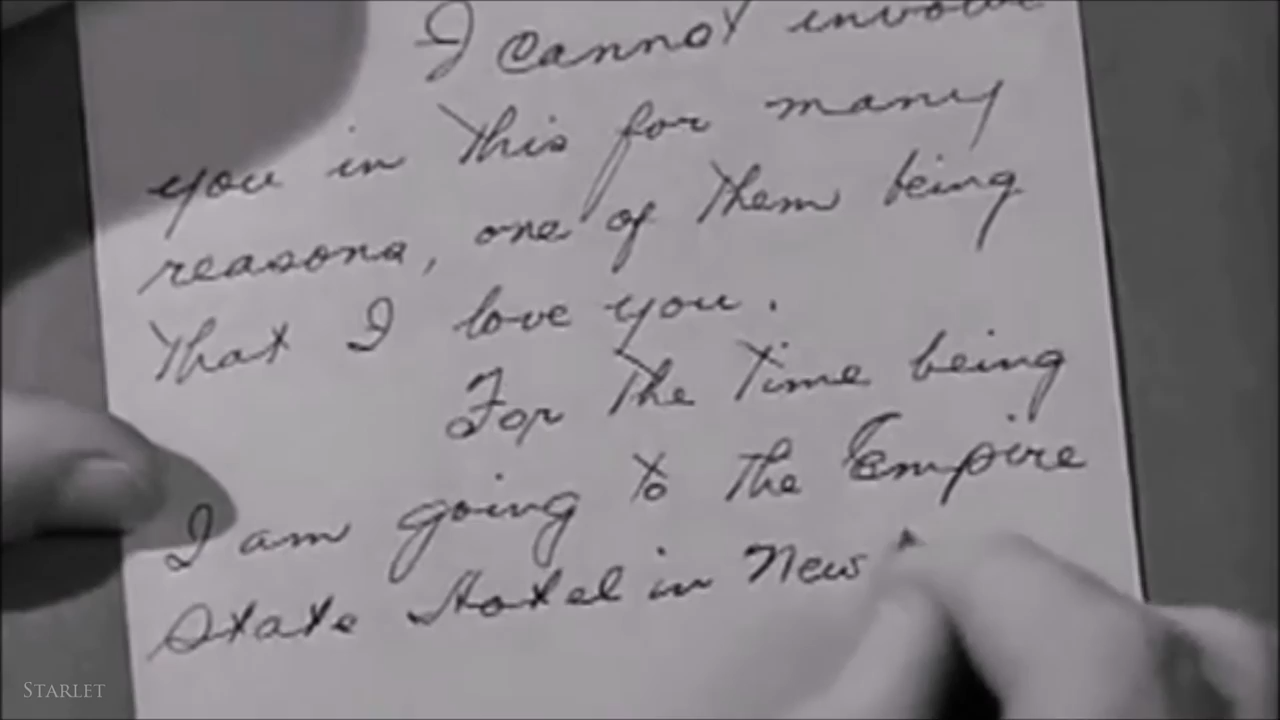 I cannot
you in this for many
reasons, one of them being
that I love you.
For the time being
I am going to the Empire
State Hotel in New
STARLET